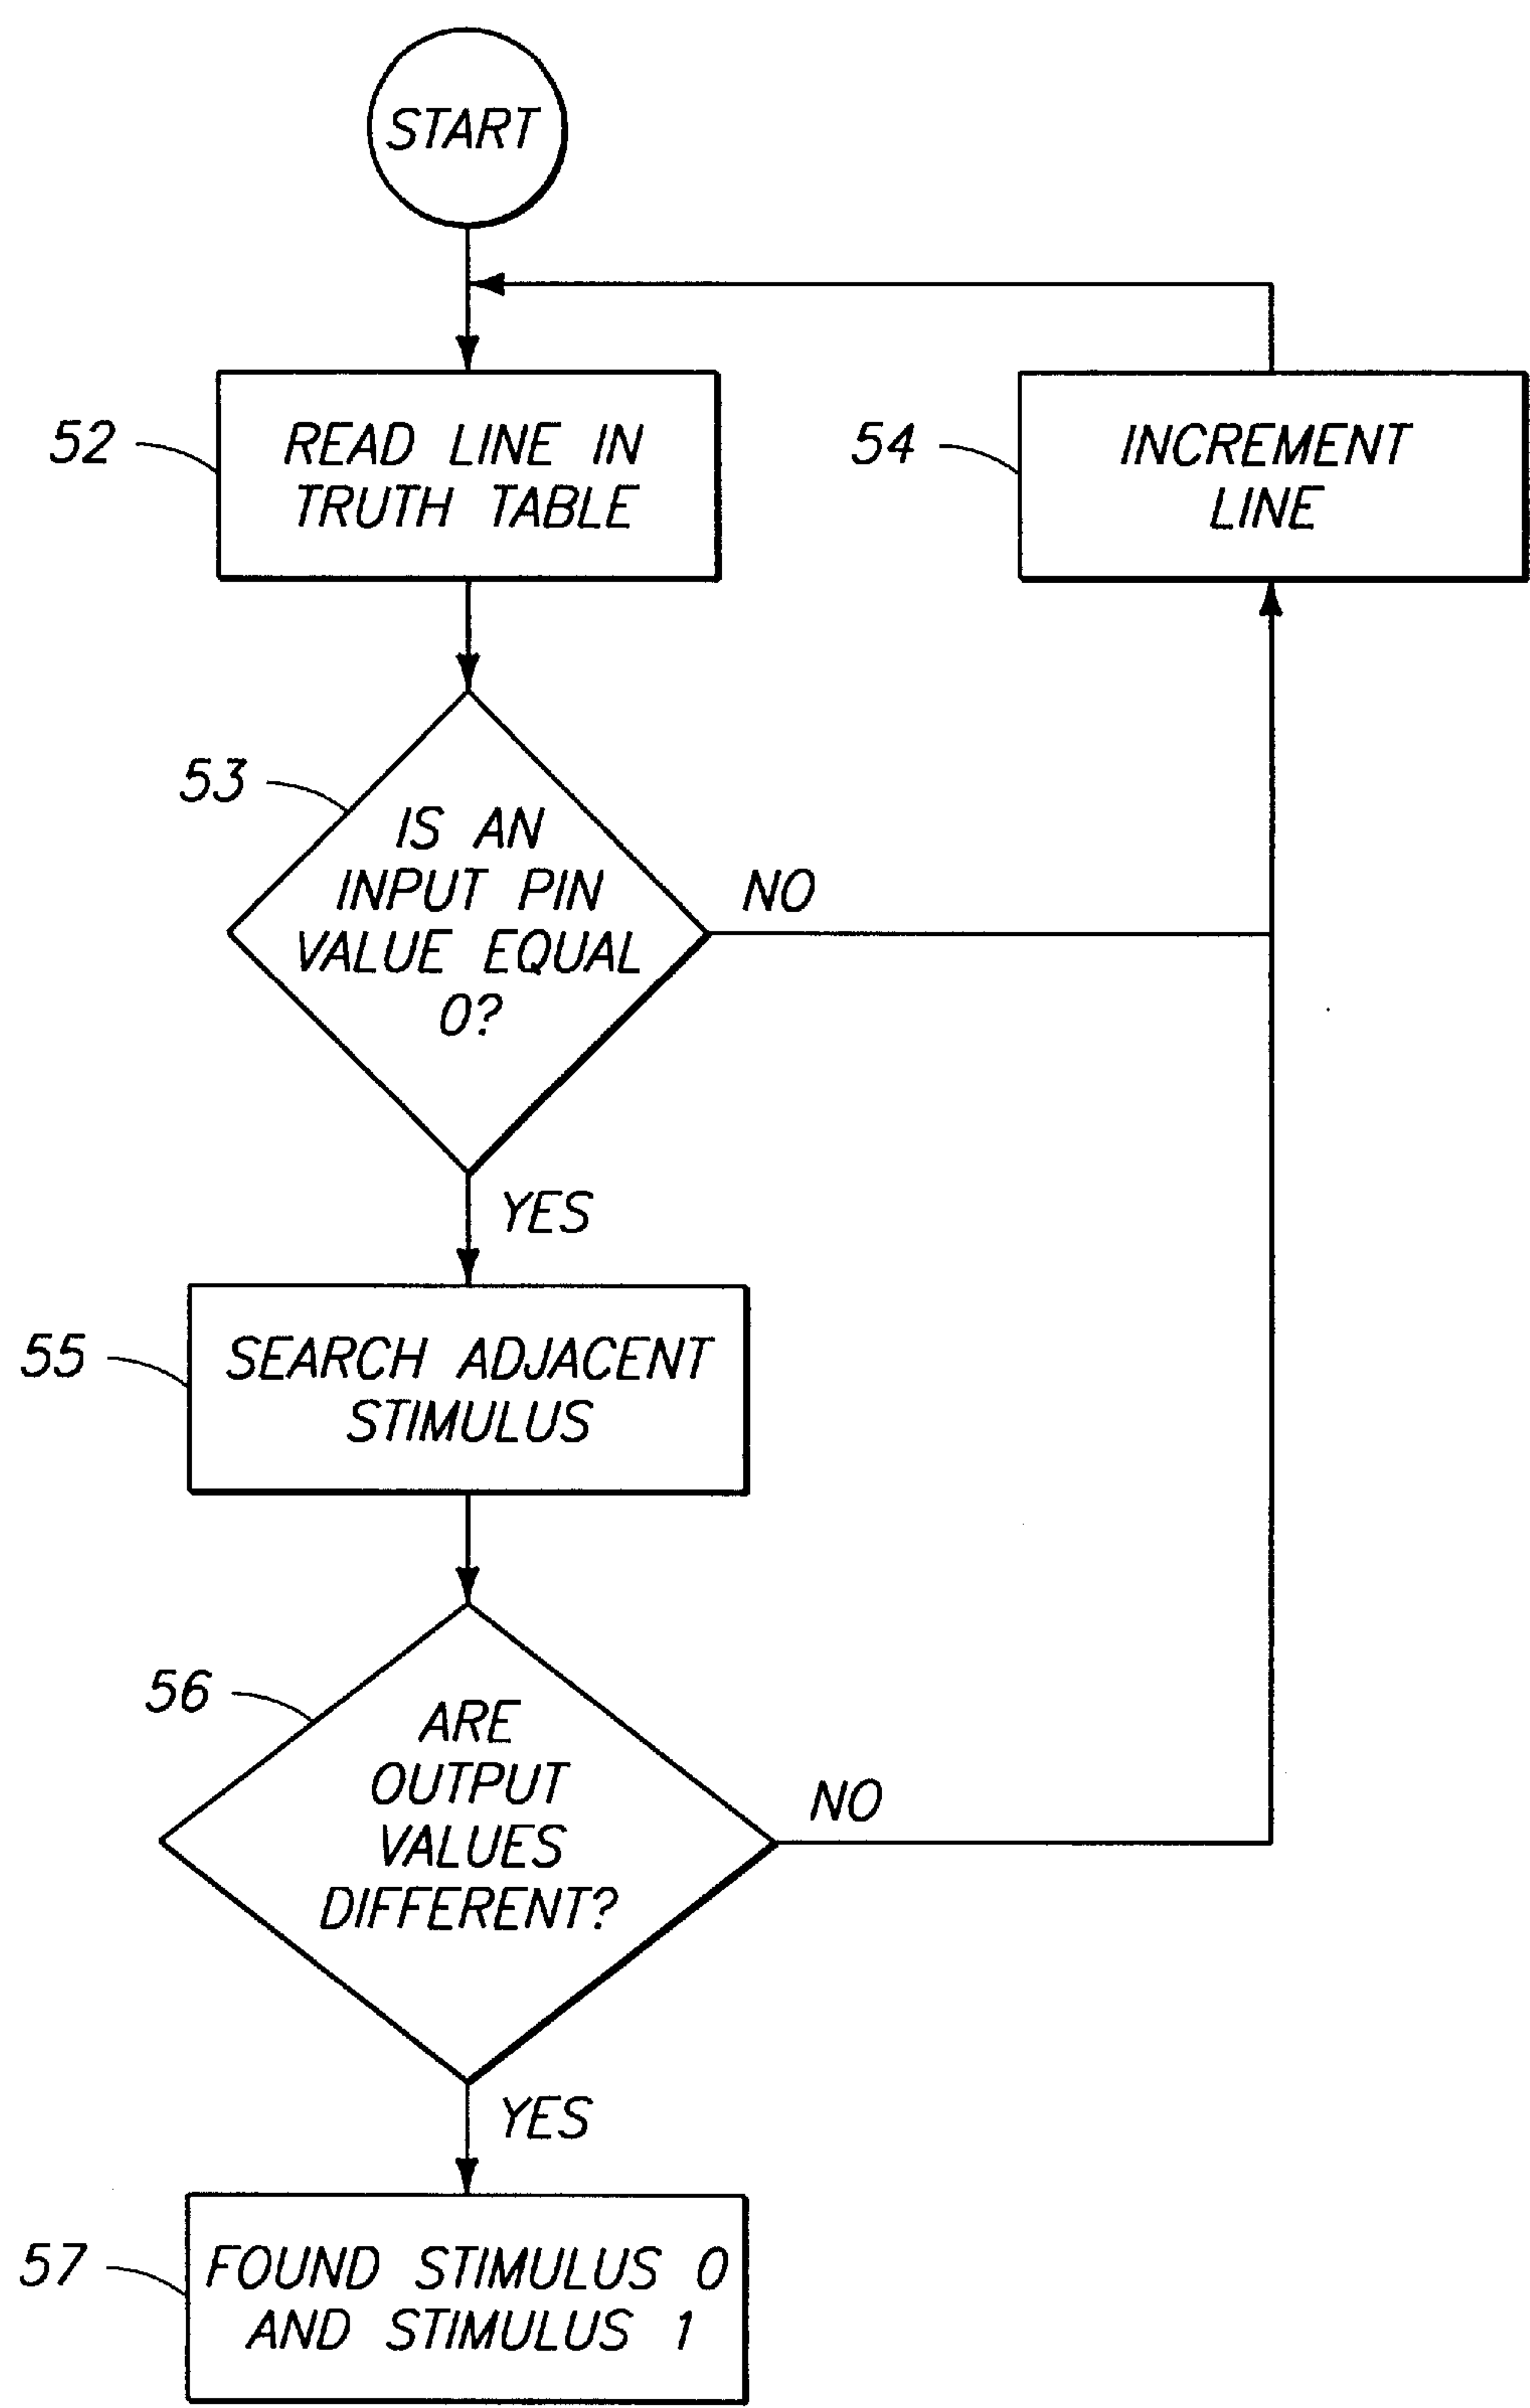 START
52
READ LINE IN
TRUTH TABLE
54
INCREMENT
LINE
53
IS AN
INPUT PIN
VALUE EQUAL
0?
NO
YES
55
SEARCH ADJACENT
STIMULUS
56
ARE
OUTPUT
VALUES
DIFFERENT?
NO
YES
57
FOUND STIMULUS 0
AND STIMULUS 1